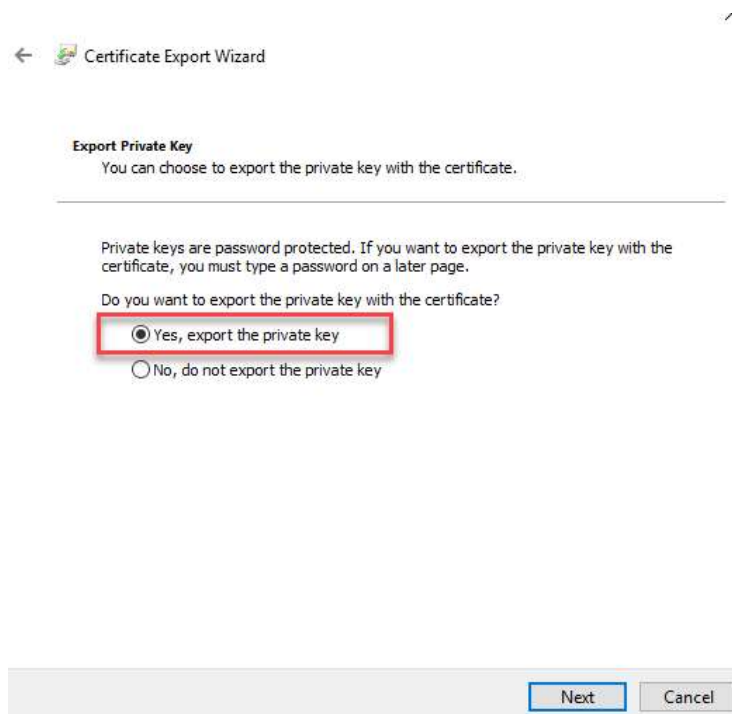 Certificate Export Wizard
Export Private Key
You can choose to export the private key with the certificate.
Private keys are password protected. If you want to export the private key with the
certificate, you must type a password on a later page.
Do you want to export the private key with the certificate?
Yes, export the private key
No, do not export the private key
Next
Cancel